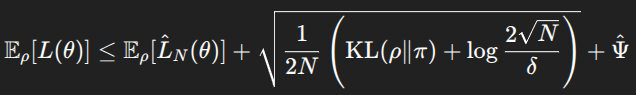 𝔼_ρ[L(θ)] ≤ 𝔼_ρ[L̂_N(θ)] + √(1/(2N) (KL(ρ∥π) + log (2√N)/δ)) + Ψ̂